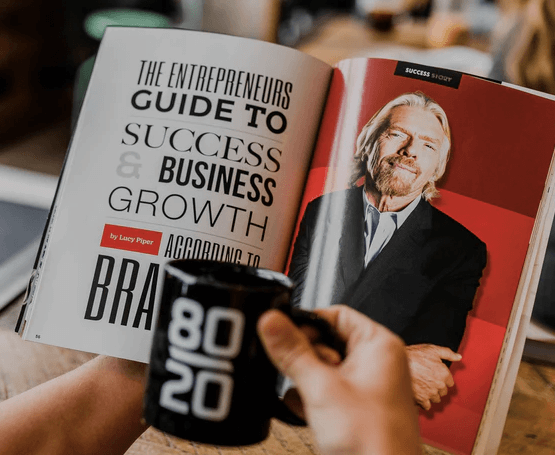 THE ENTREPRENEURS
GUIDE TO
SUCCESS
& BUSINESS
GROWTH
by Lucy Piper
ACCORDING TO
BRA
SUCCESS STORY
80
20